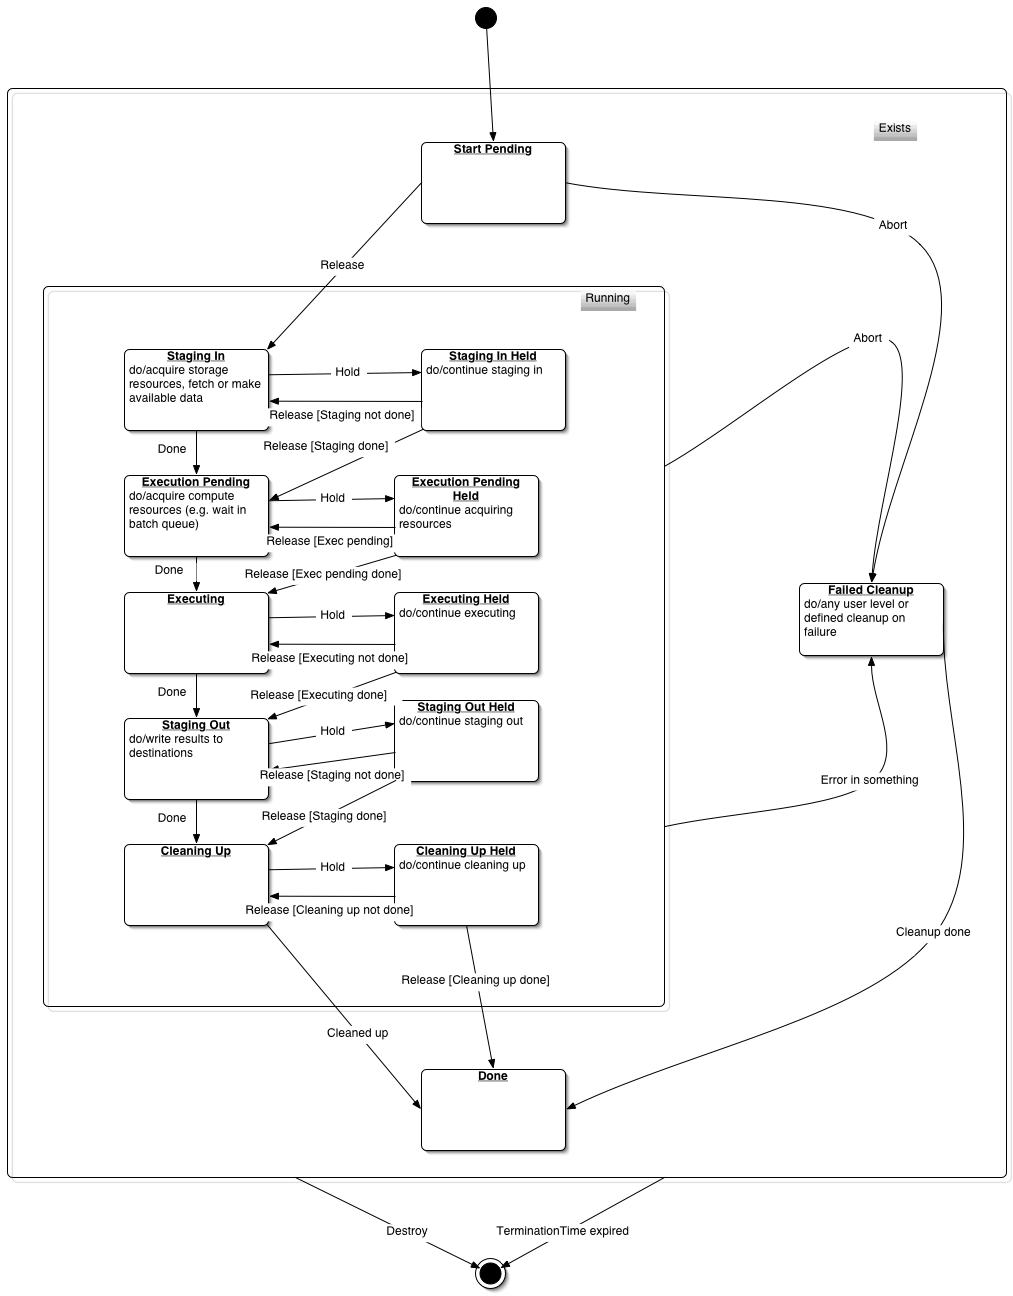 Exists
Start Pending
Abort
Release
Running
Abort
Staging In
do/acquire storage
resources, fetch or make
available data
Hold
Staging In Held
do/continue staging in
Release [Staging not done]
Done
Release [Staging done]
Execution Pending
do/acquire compute
resources (e.g. wait in
batch queue)
Hold
Execution Pending
Held
do/continue acquiring
resources
Release [Exec pending]
Done
Release [Exec pending done]
Failed Cleanup
do/any user level or
defined cleanup on
failure
Executing
Hold
Executing Held
do/continue executing
Release [Executing not done]
Done
Release [Executing done]
Staging Out
do/write results to
destinations
Hold
Staging Out Held
do/continue staging out
Release [Staging not done]
Error in something
Done
Release [Staging done]
Cleaning Up
Hold
Cleaning Up Held
do/continue cleaning up
Release [Cleaning up not done]
Cleanup done
Release [Cleaning up done]
Cleaned up
Done
Destroy
TerminationTime expired